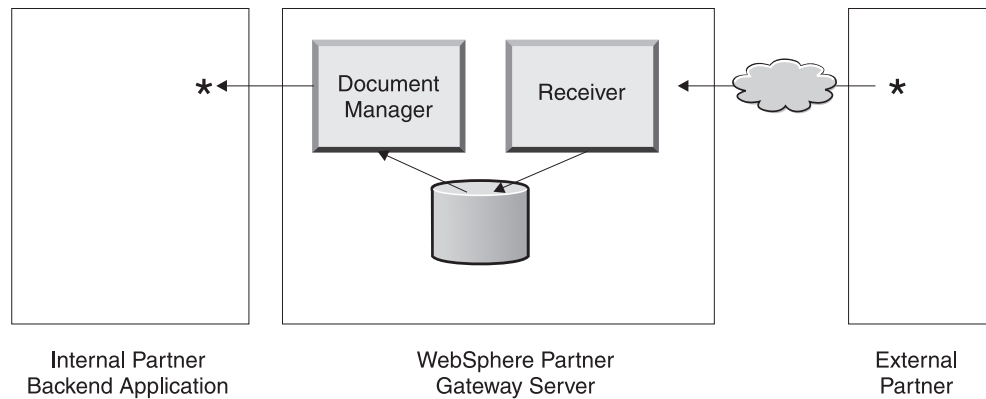 Document
Manager
Receiver
*
*
Internal Partner
Backend Application
WebSphere Partner
Gateway Server
External
Partner